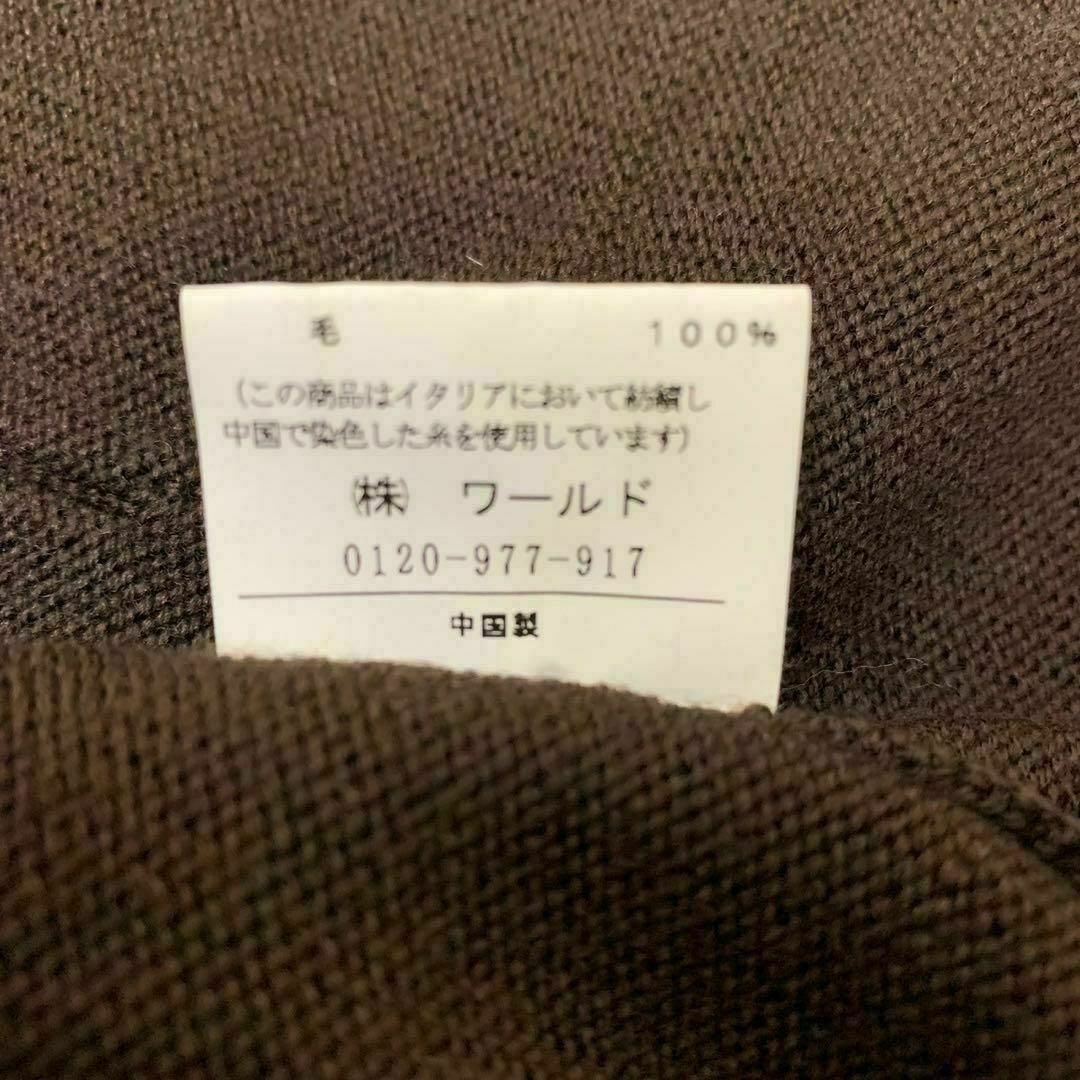 毛 100%
(この商品はイタリアにおいて紡績し
中国で染色した糸を使用しています)
㈱ ワールド
0120-977-917
中国製